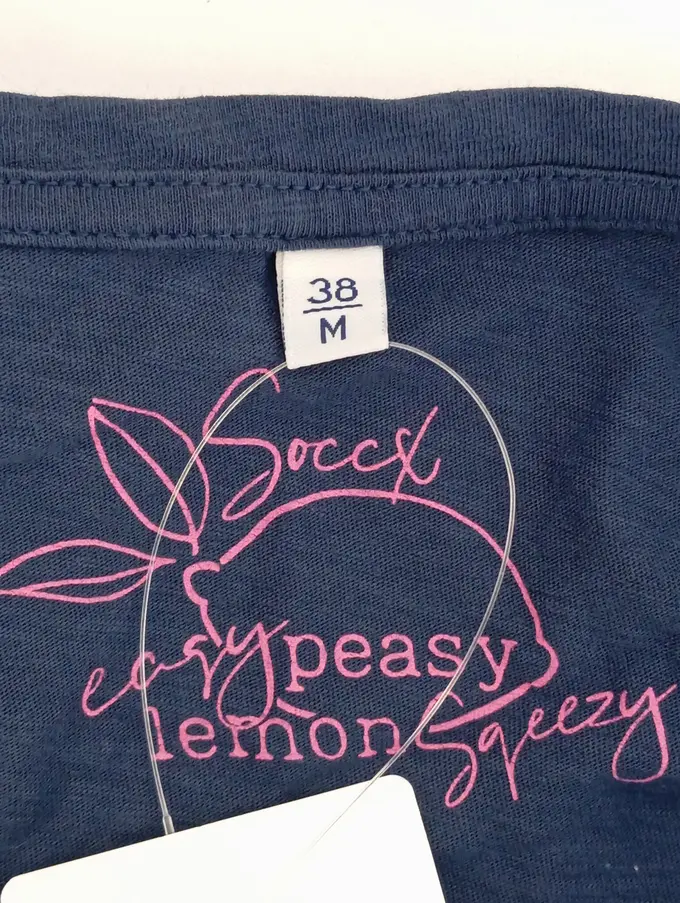 38
M
Soccx
easy peasy
lemon Sqeezy